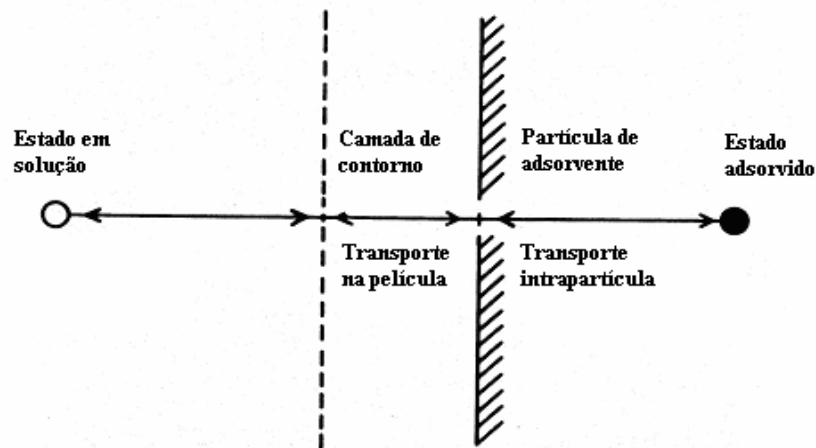 Estado em
solução
Camada de
contorno
Partícula de
adsorvente
Estado
adsorvido
Transporte
na película
Transporte
intrapartícula